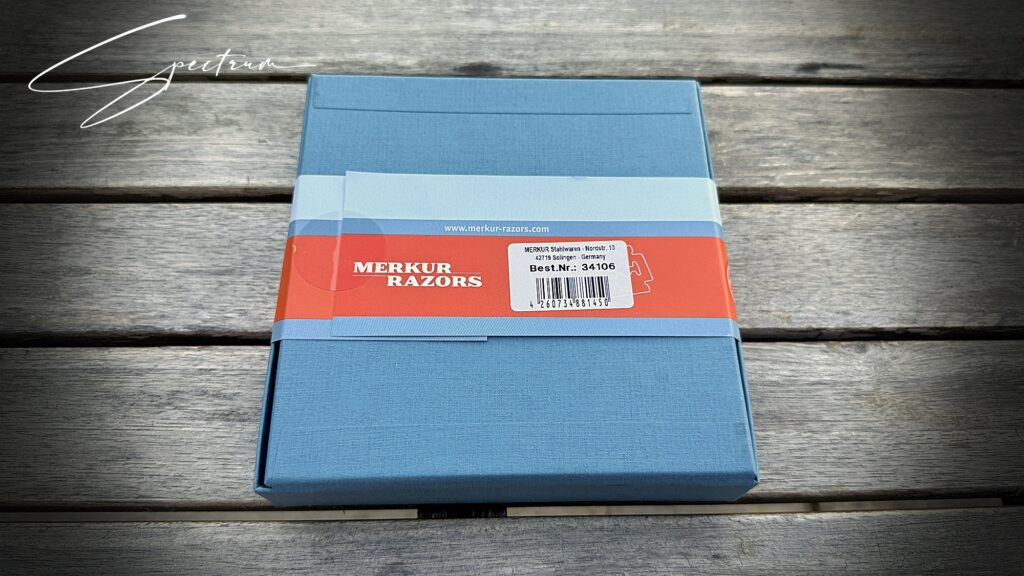 Spectrum
www.merkur-razors.com
MERKUR
RAZORS
MERKUR Stahlwaren - Nordstr. 10
42719 Solingen - Germany
Best.Nr.: 34106
4 260734 881450